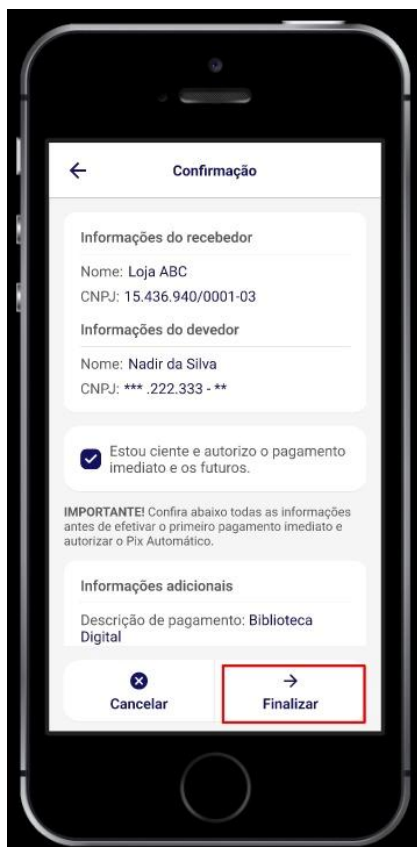 Confirmação
Informações do recebedor
Nome: Loja ABC
CNPJ: 15.436.940/0001-03
Informações do devedor
Nome: Nadir da Silva
CNPJ: *** .222.333 - **
Estou ciente e autorizo o pagamento
imediato e os futuros.
IMPORTANTE! Confira abaixo todas as informações
antes de efetivar o primeiro pagamento imediato e
autorizar o Pix Automático.
Informações adicionais
Descrição de pagamento: Biblioteca
Digital
Cancelar
Finalizar